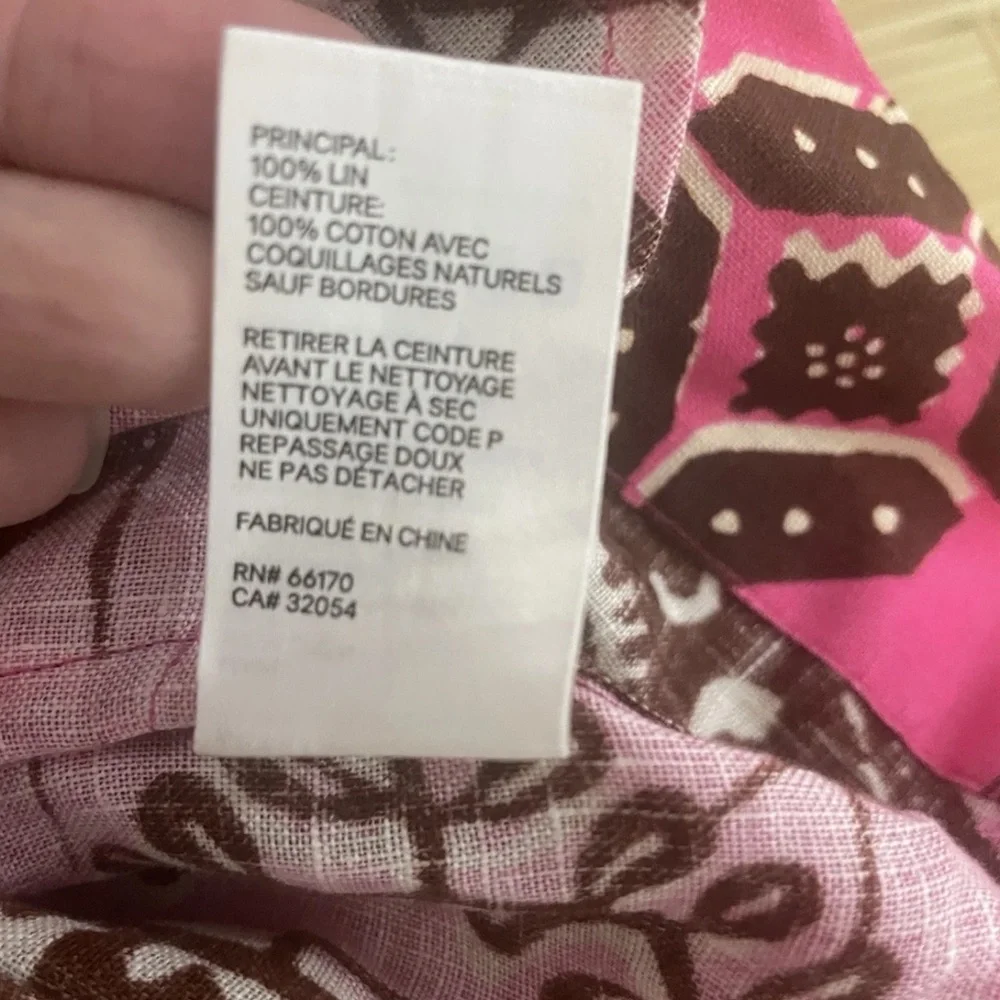 PRINCIPAL:
100% LIN
CEINTURE:
100% COTON AVEC
COQUILLAGES NATURELS
SAUF BORDURES
RETIRER LA CEINTURE
AVANT LE NETTOYAGE
NETTOYAGE À SEC
UNIQUEMENT CODE P
REPASSAGE DOUX
NE PAS DÉTACHER
FABRIQUÉ EN CHINE
RN# 66170
CA# 32054